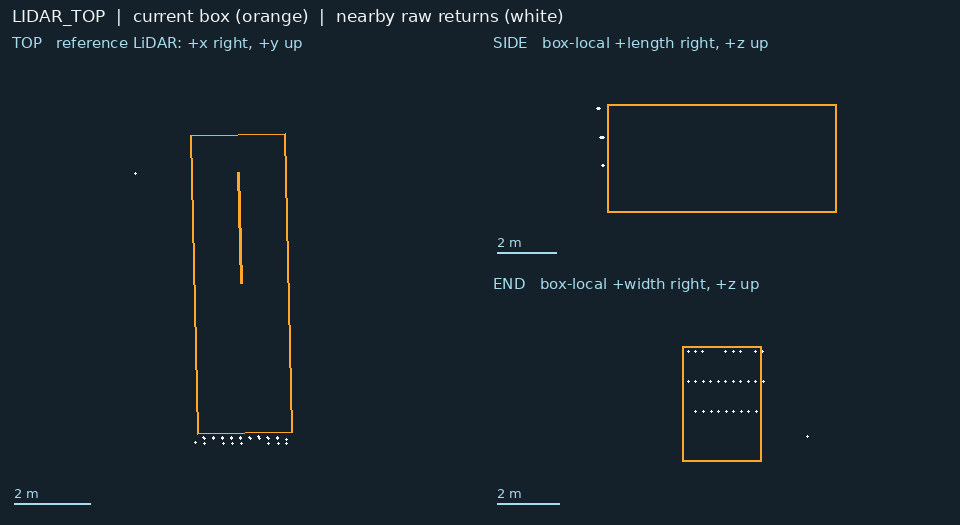 LIDAR_TOP | current box (orange) | nearby raw returns (white)
TOP reference LiDAR: +x right, +y up
SIDE box-local +length right, +z up
2 m
END box-local +width right, +z up
2 m
2 m